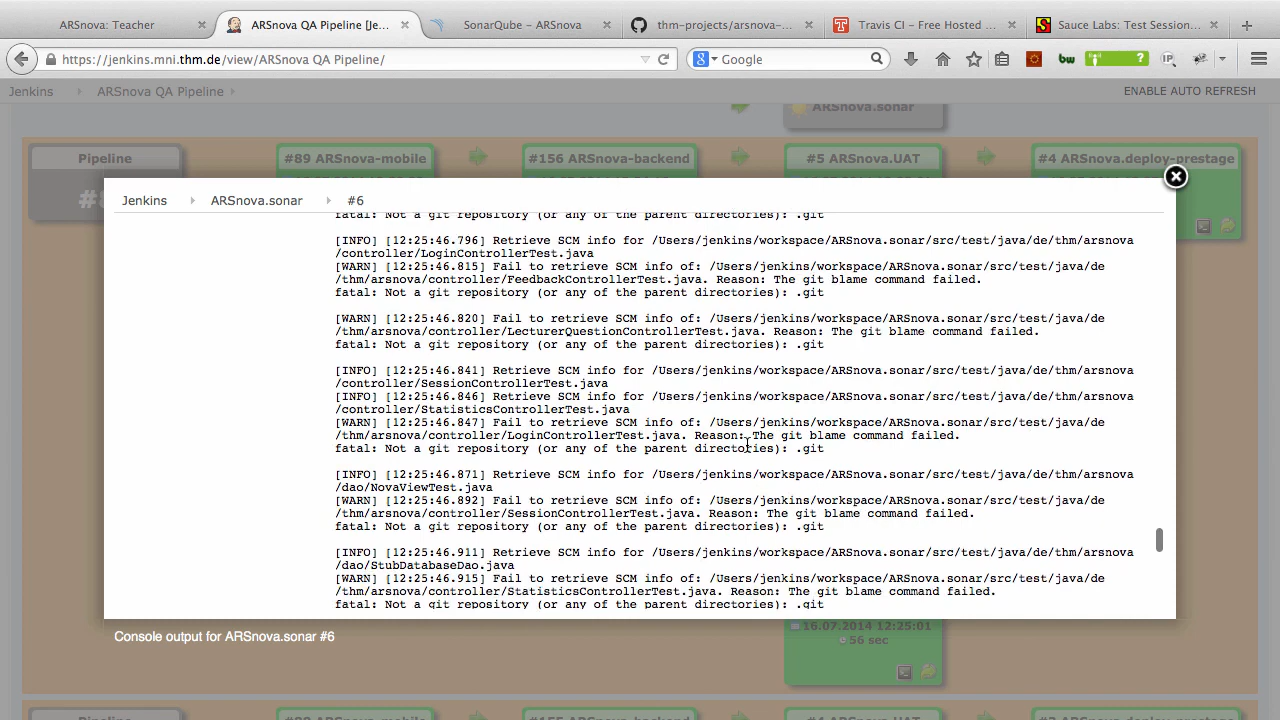 ARSnova: Teacher
ARSnova QA Pipeline [Je...
SonarQube – ARSnova
thm-projects/arsnova-...
Travis CI – Free Hosted ...
Sauce Labs: Test Session...
https://jenkins.mni.thm.de/view/ARSnova QA Pipeline/
Google
bw
?
IP
Jenkins
ARSnova QA Pipeline
ENABLE AUTO REFRESH
ARSnova.sonar
Pipeline
#89 ARSnova-mobile
#156 ARSnova-backend
#5 ARSnova.UAT
#4 ARSnova.deploy-prestage
Jenkins
ARSnova.sonar
#6
fatal: Not a git repository (or any of the parent directories): .git
[INFO] [12:25:46.796] Retrieve SCM info for /Users/jenkins/workspace/ARSnova.sonar/src/test/java/de/thm/arsnova
/controller/LoginControllerTest.java
[WARN] [12:25:46.815] Fail to retrieve SCM info of: /Users/jenkins/workspace/ARSnova.sonar/src/test/java/de
/thm/arsnova/controller/FeedbackControllerTest.java. Reason: The git blame command failed.
fatal: Not a git repository (or any of the parent directories): .git
[WARN] [12:25:46.820] Fail to retrieve SCM info of: /Users/jenkins/workspace/ARSnova.sonar/src/test/java/de
/thm/arsnova/controller/LecturerQuestionControllerTest.java. Reason: The git blame command failed.
fatal: Not a git repository (or any of the parent directories): .git
[INFO] [12:25:46.841] Retrieve SCM info for /Users/jenkins/workspace/ARSnova.sonar/src/test/java/de/thm/arsnova
/controller/SessionControllerTest.java
[INFO] [12:25:46.846] Retrieve SCM info for /Users/jenkins/workspace/ARSnova.sonar/src/test/java/de/thm/arsnova
/controller/StatisticsControllerTest.java
[WARN] [12:25:46.847] Fail to retrieve SCM info of: /Users/jenkins/workspace/ARSnova.sonar/src/test/java/de
/thm/arsnova/controller/LoginControllerTest.java. Reason: The git blame command failed.
fatal: Not a git repository (or any of the parent directories): .git
[INFO] [12:25:46.871] Retrieve SCM info for /Users/jenkins/workspace/ARSnova.sonar/src/test/java/de/thm/arsnova
/dao/NovaViewTest.java
[WARN] [12:25:46.892] Fail to retrieve SCM info of: /Users/jenkins/workspace/ARSnova.sonar/src/test/java/de
/thm/arsnova/controller/SessionControllerTest.java. Reason: The git blame command failed.
fatal: Not a git repository (or any of the parent directories): .git
[INFO] [12:25:46.911] Retrieve SCM info for /Users/jenkins/workspace/ARSnova.sonar/src/test/java/de/thm/arsnova
/dao/StubDatabaseDao.java
[WARN] [12:25:46.915] Fail to retrieve SCM info of: /Users/jenkins/workspace/ARSnova.sonar/src/test/java/de
/thm/arsnova/controller/StatisticsControllerTest.java. Reason: The git blame command failed.
fatal: Not a git repository (or any of the parent directories): .git
Console output for ARSnova.sonar #6
16.07.2014 12:25:01
56 sec
Pipeline